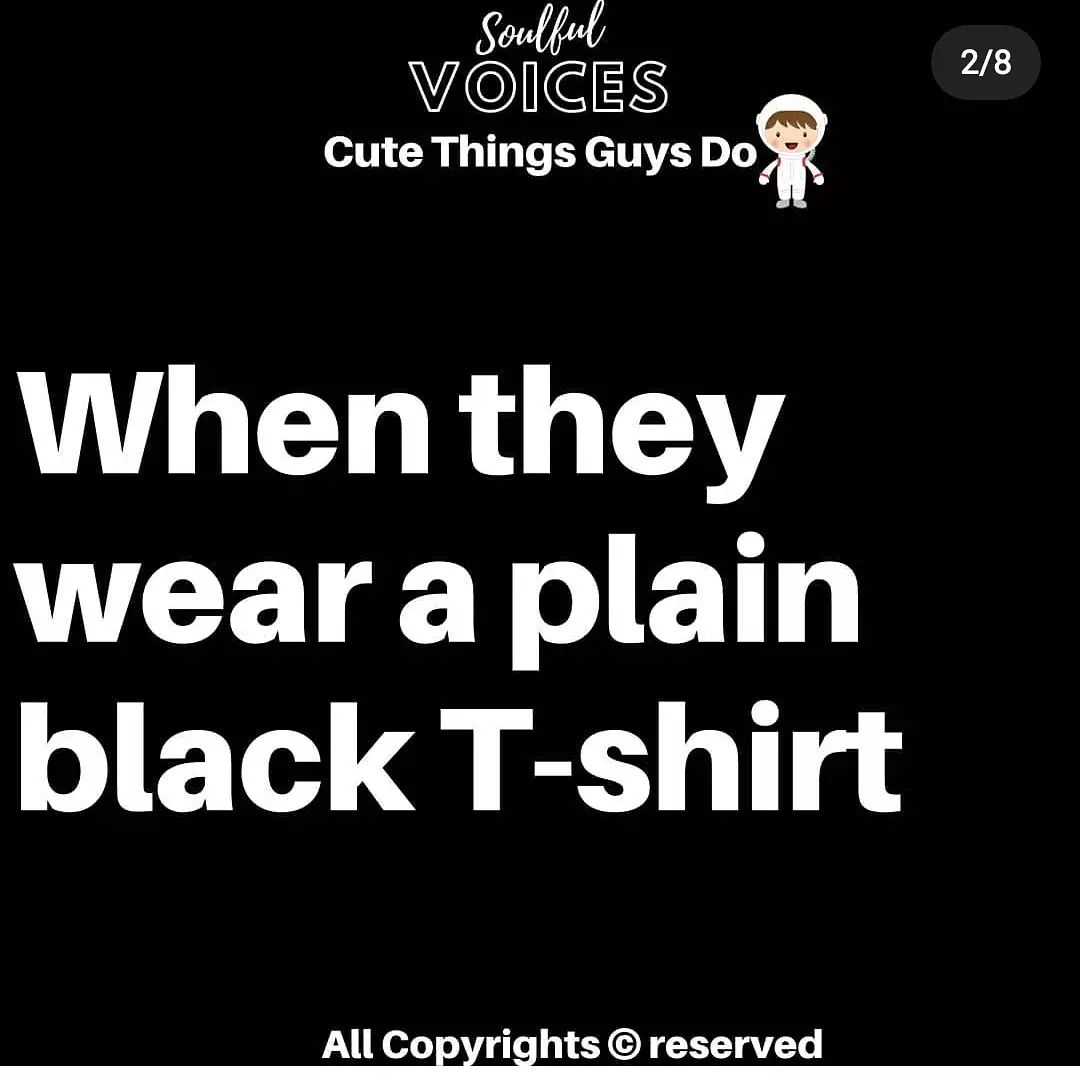 Soulful
VOICES
2/8
Cute Things Guys Do
When they
wear a plain
black T-shirt
All Copyrights © reserved